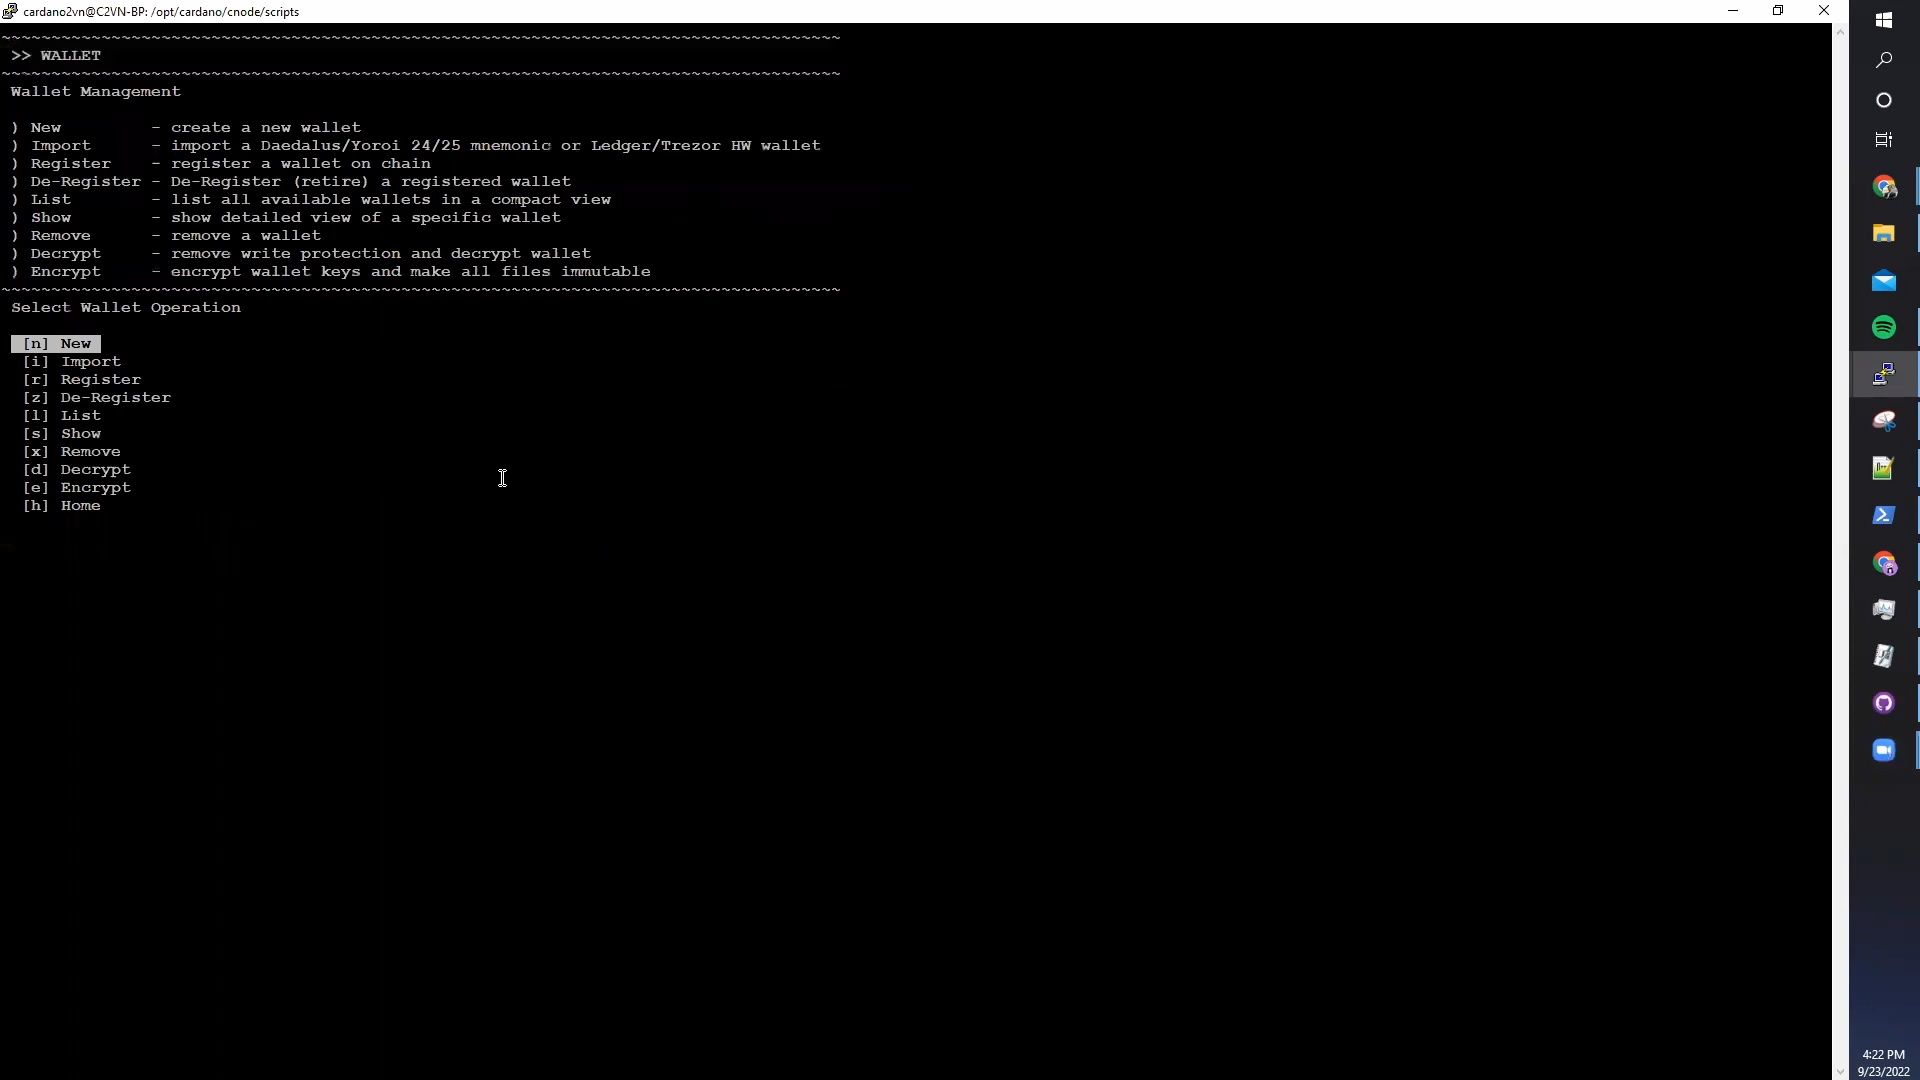 cardano2vn@C2VN-BP: /opt/cardano/cnode/scripts
~~~~~~~~~~~~~~~~~~~~~~~~~~~~~~~~~~~~~~~~~~~~~~~~~~~~~~~~~~~~~~~~~~~~~~~~~~~~~~~~~~~~
>> WALLET
~~~~~~~~~~~~~~~~~~~~~~~~~~~~~~~~~~~~~~~~~~~~~~~~~~~~~~~~~~~~~~~~~~~~~~~~~~~~~~~~~~~~
Wallet Management
) New - create a new wallet
) Import - import a Daedalus/Yoroi 24/25 mnemonic or Ledger/Trezor HW wallet
) Register - register a wallet on chain
) De-Register - De-Register (retire) a registered wallet
) List - list all available wallets in a compact view
) Show - show detailed view of a specific wallet
) Remove - remove a wallet
) Decrypt - remove write protection and decrypt wallet
) Encrypt - encrypt wallet keys and make all files immutable
~~~~~~~~~~~~~~~~~~~~~~~~~~~~~~~~~~~~~~~~~~~~~~~~~~~~~~~~~~~~~~~~~~~~~~~~~~~~~~~~~~~~
Select Wallet Operation
[n] New
[i] Import
[r] Register
[z] De-Register
[l] List
[s] Show
[x] Remove
[d] Decrypt
[e] Encrypt
[h] Home
4:22 PM
9/23/2022